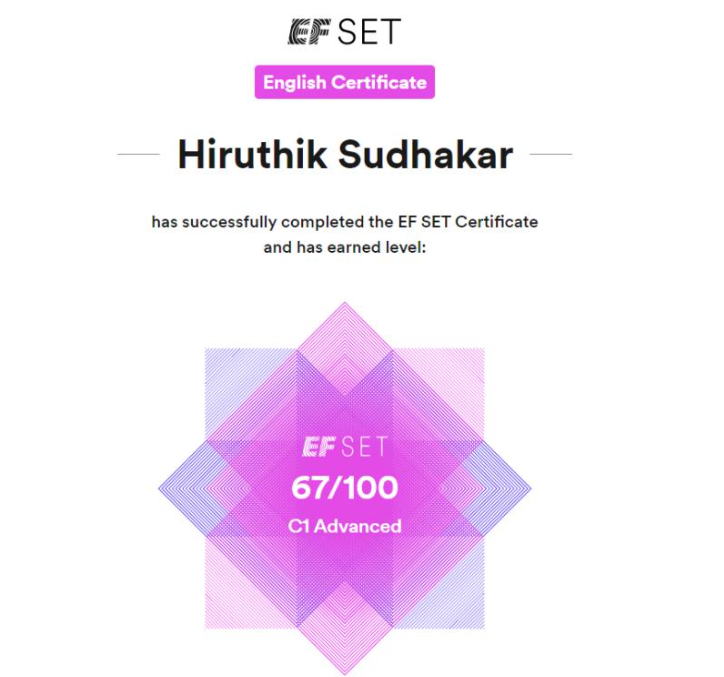 EF SET
English Certificate
Hiruthik Sudhakar
has successfully completed the EF SET Certificate
and has earned level:
EF SET
67/100
C1 Advanced